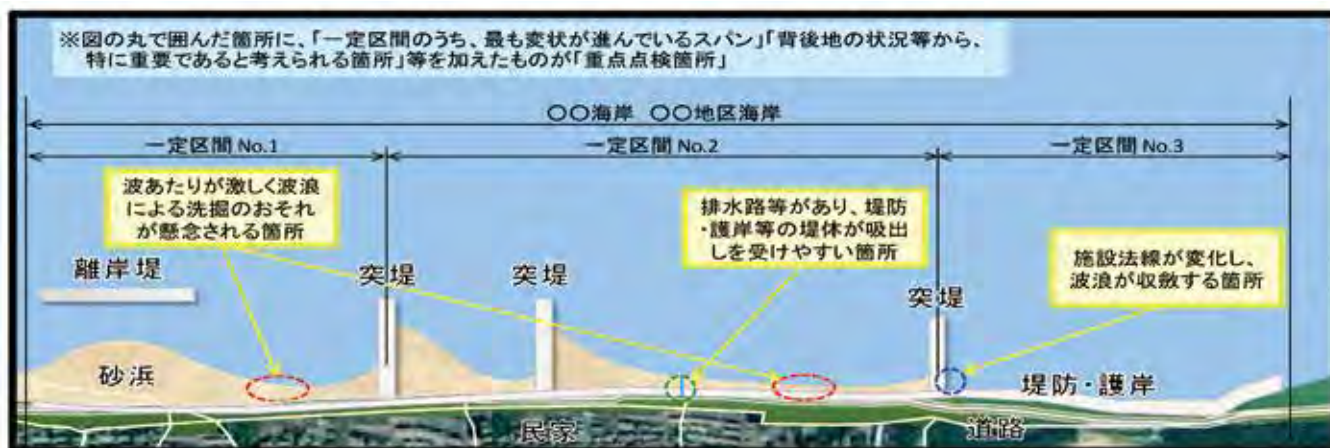 ※図の丸で囲んだ箇所に、「一定区間のうち、最も変状が進んでいるスパン」「背後地の状況等から、
特に重要であると考えられる箇所」等を加えたものが「重点点検箇所」
〇〇海岸 〇〇地区海岸
一定区間 No.1
一定区間 No.2
一定区間 No.3
波あたりが激しく波浪
による洗掘のおそれ
が懸念される箇所
排水路等があり、堤防
・護岸等の堤体が吸出
しを受けやすい箇所
施設法線が変化し、
波浪が収斂する箇所
離岸堤
突堤
突堤
突堤
砂浜
堤防・護岸
民家
道路